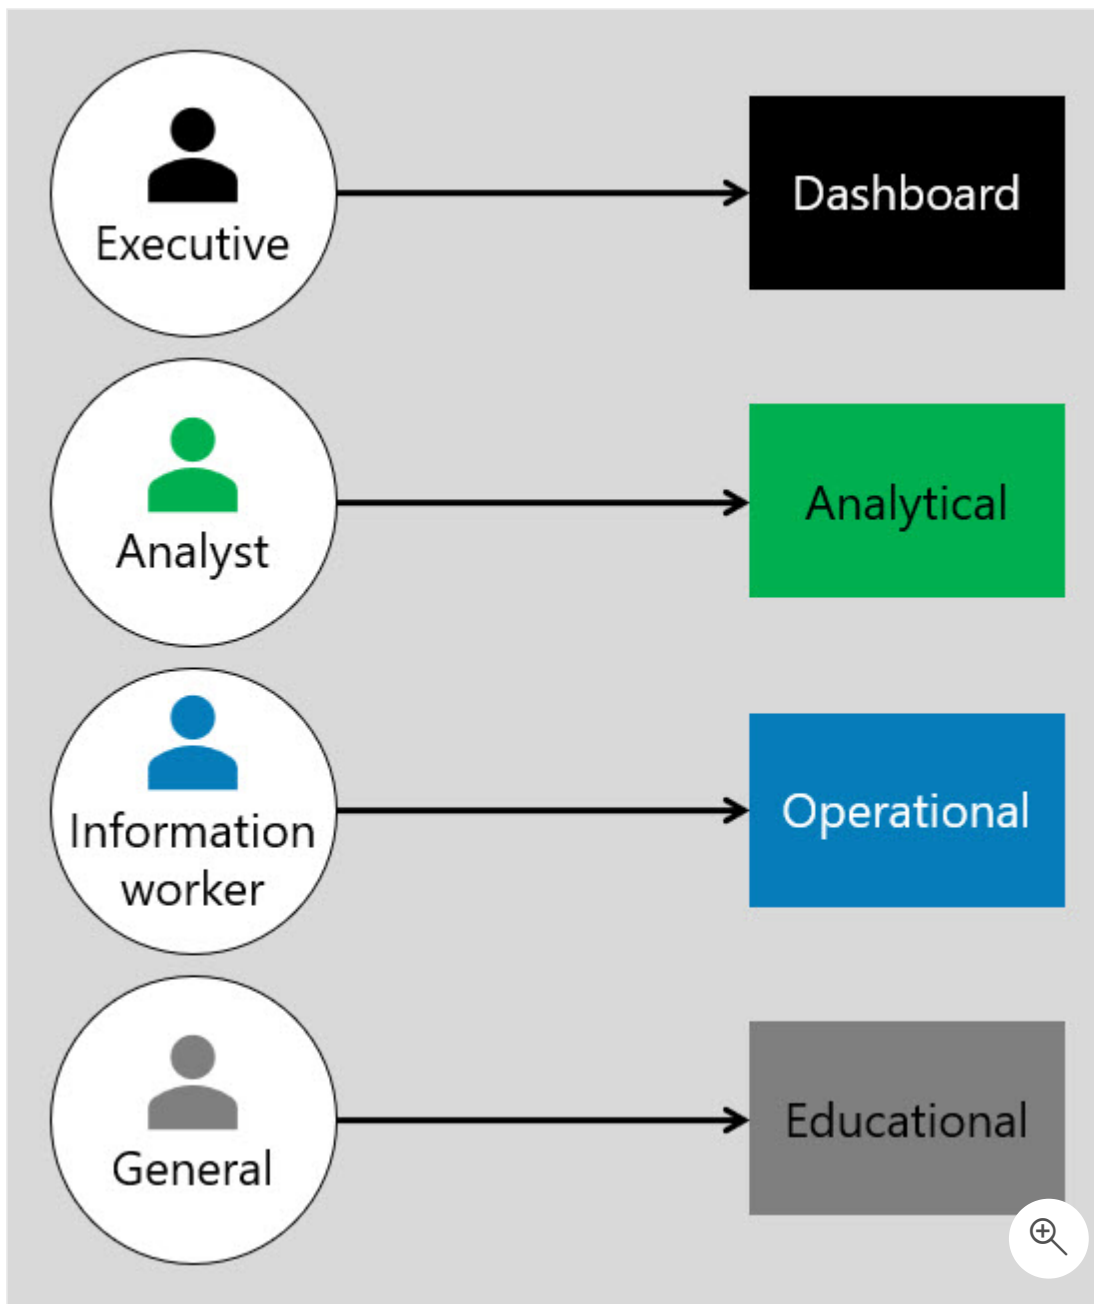 Executive
Dashboard
Analyst
Analytical
Information
worker
Operational
General
Educational